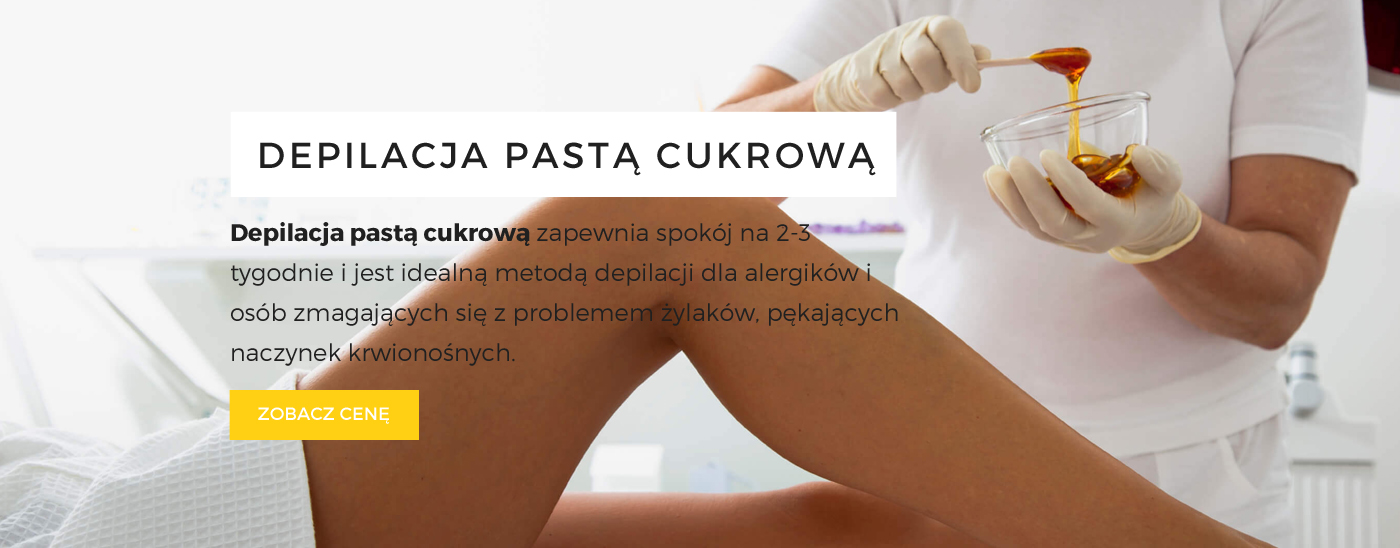 DEPILACJA PASTĄ CUKROWĄ
Depilacja pastą cukrową zapewnia spokój na 2-3
tygodnie i jest idealną metodą depilacji dla alergików i
osób zmagających się z problemem żylaków, pękających
naczynek krwionośnych.
ZOBACZ CENĘ